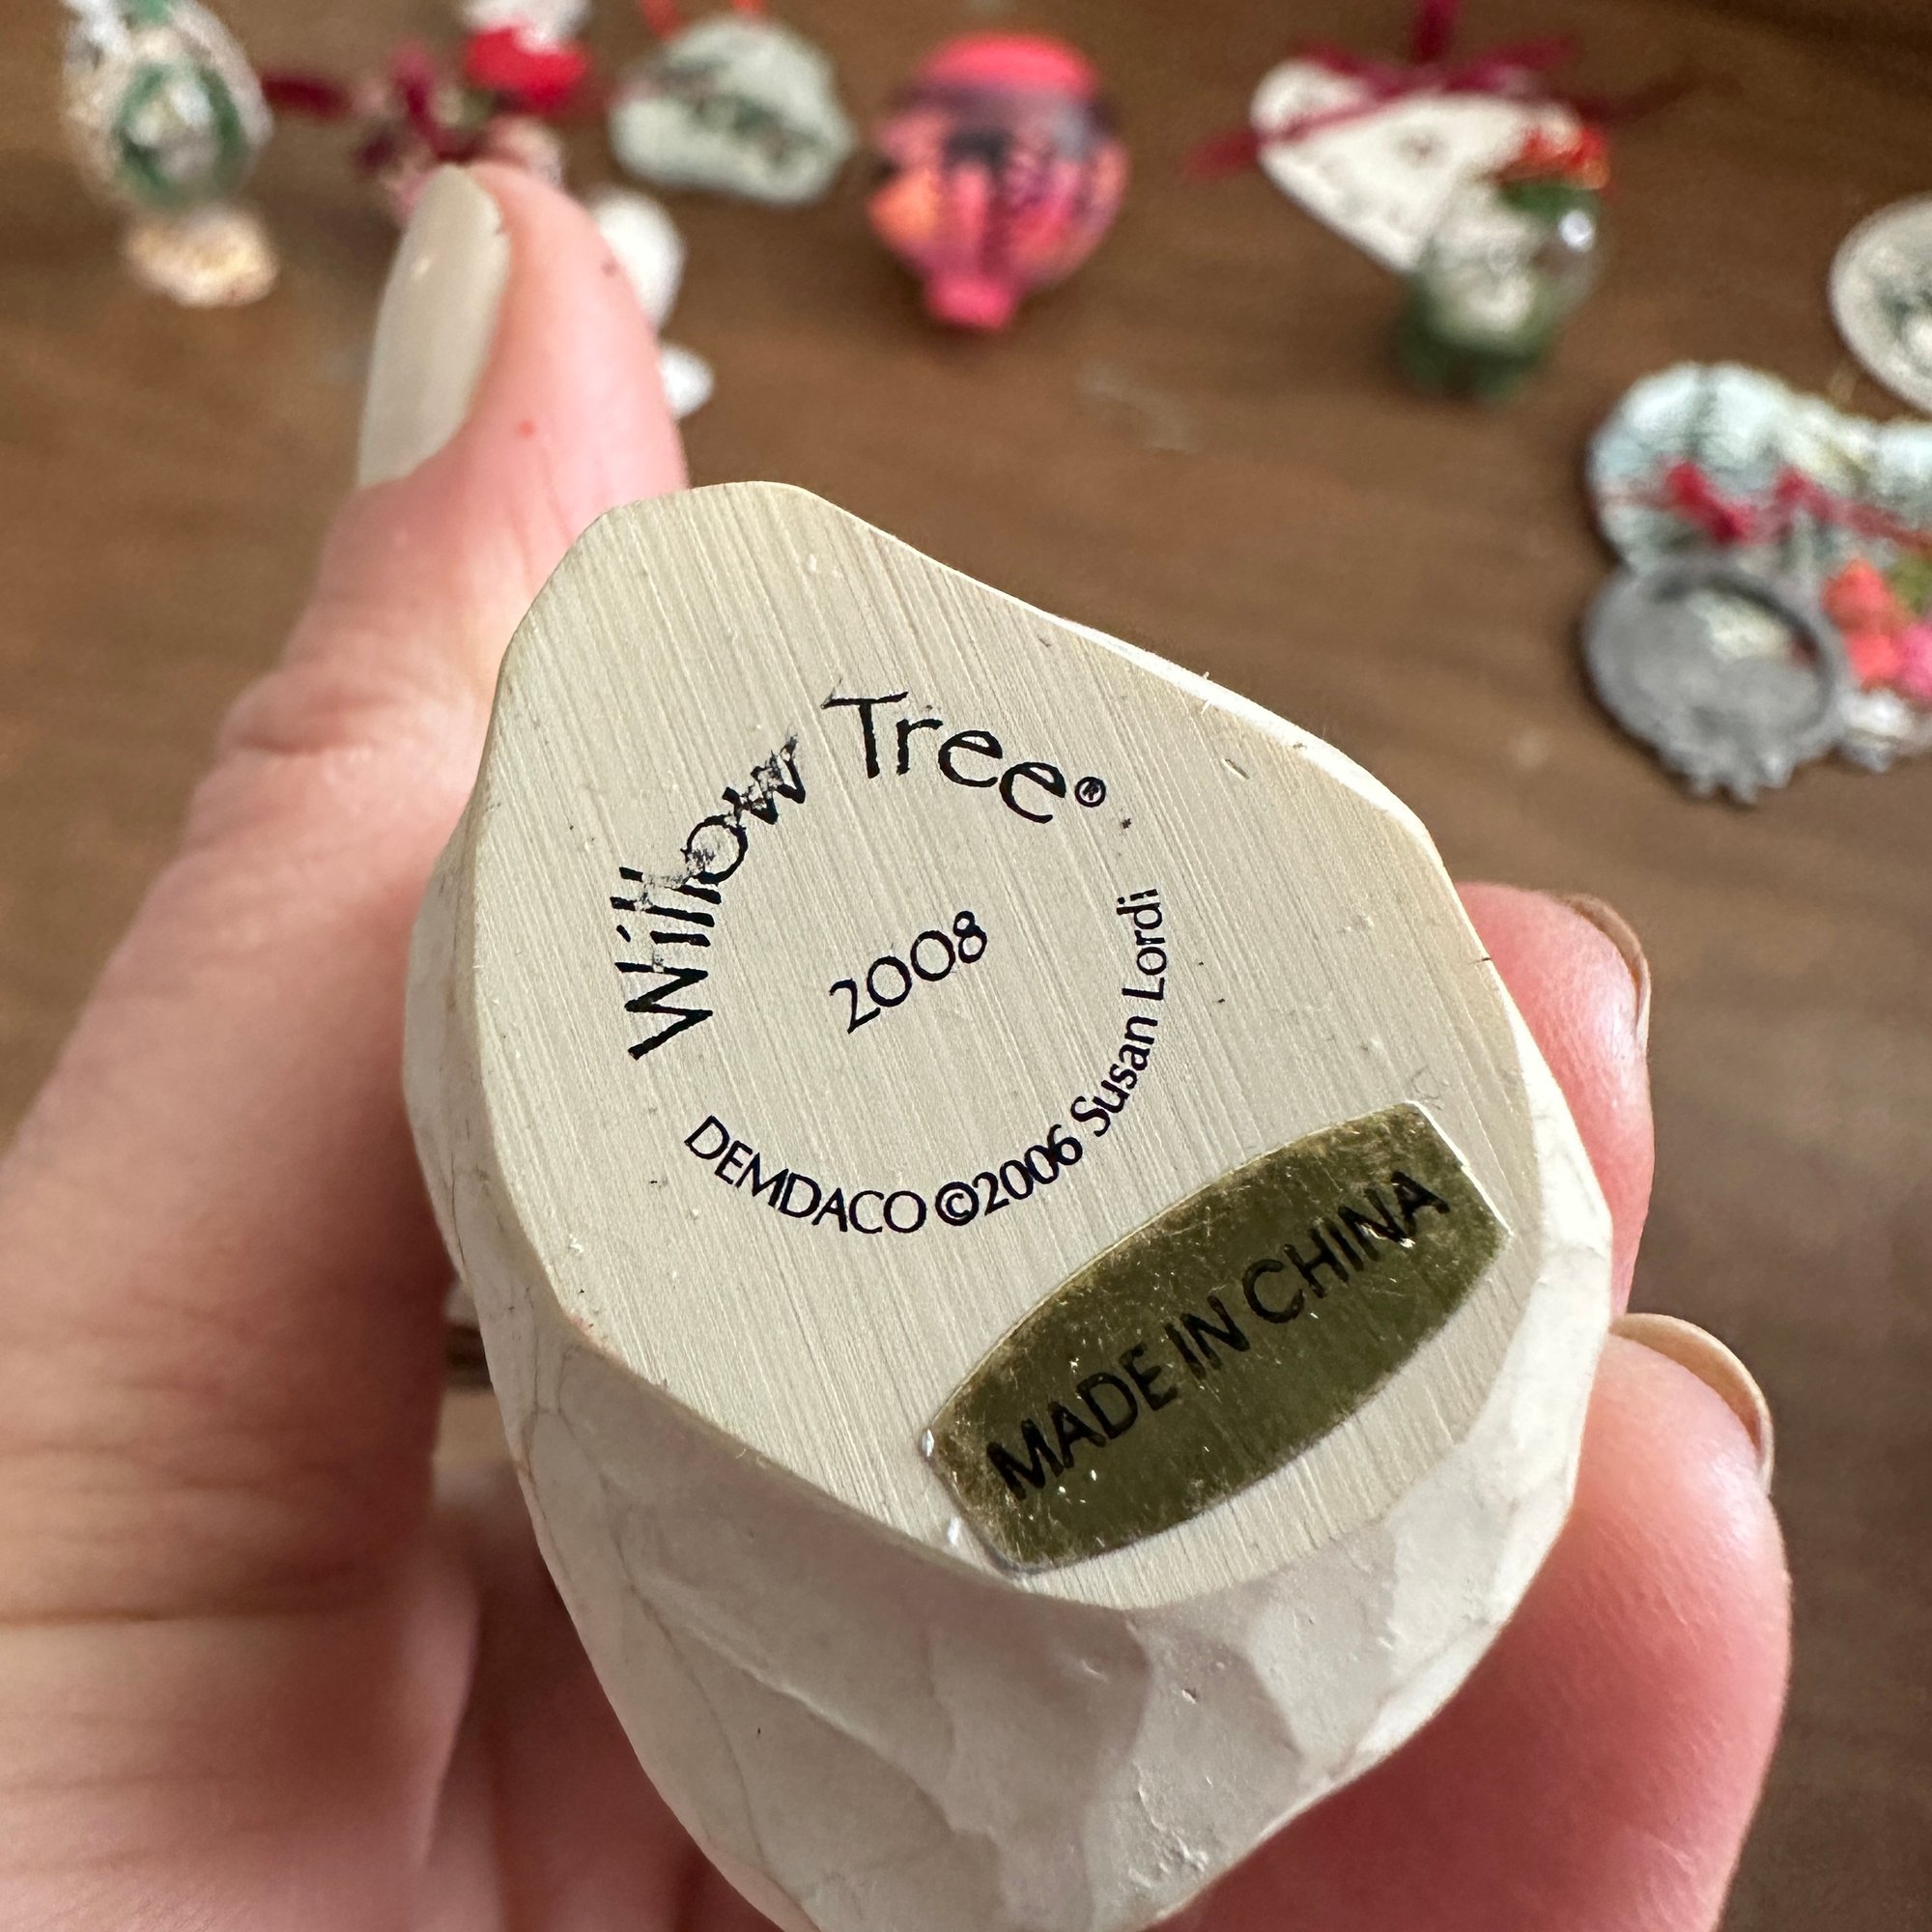 Willow Tree®
2008
DEMDACO ©2006 Susan Lordi
MADE IN CHINA